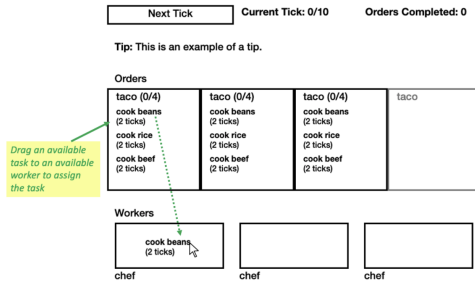 Next Tick
Current Tick: 0/10
Orders Completed: 0
Tip: This is an example of a tip.
Orders
taco (0/4)
cook beans
(2 ticks)
cook rice
(2 ticks)
cook beef
(2 ticks)
taco (0/4)
cook beans
(2 ticks)
cook rice
(2 ticks)
cook beef
(2 ticks)
taco (0/4)
cook beans
(2 ticks)
cook rice
(2 ticks)
cook beef
(2 ticks)
taco
Drag an available
task to an available
worker to assign
the task
Workers
cook beans
(2 ticks)
chef
chef
chef